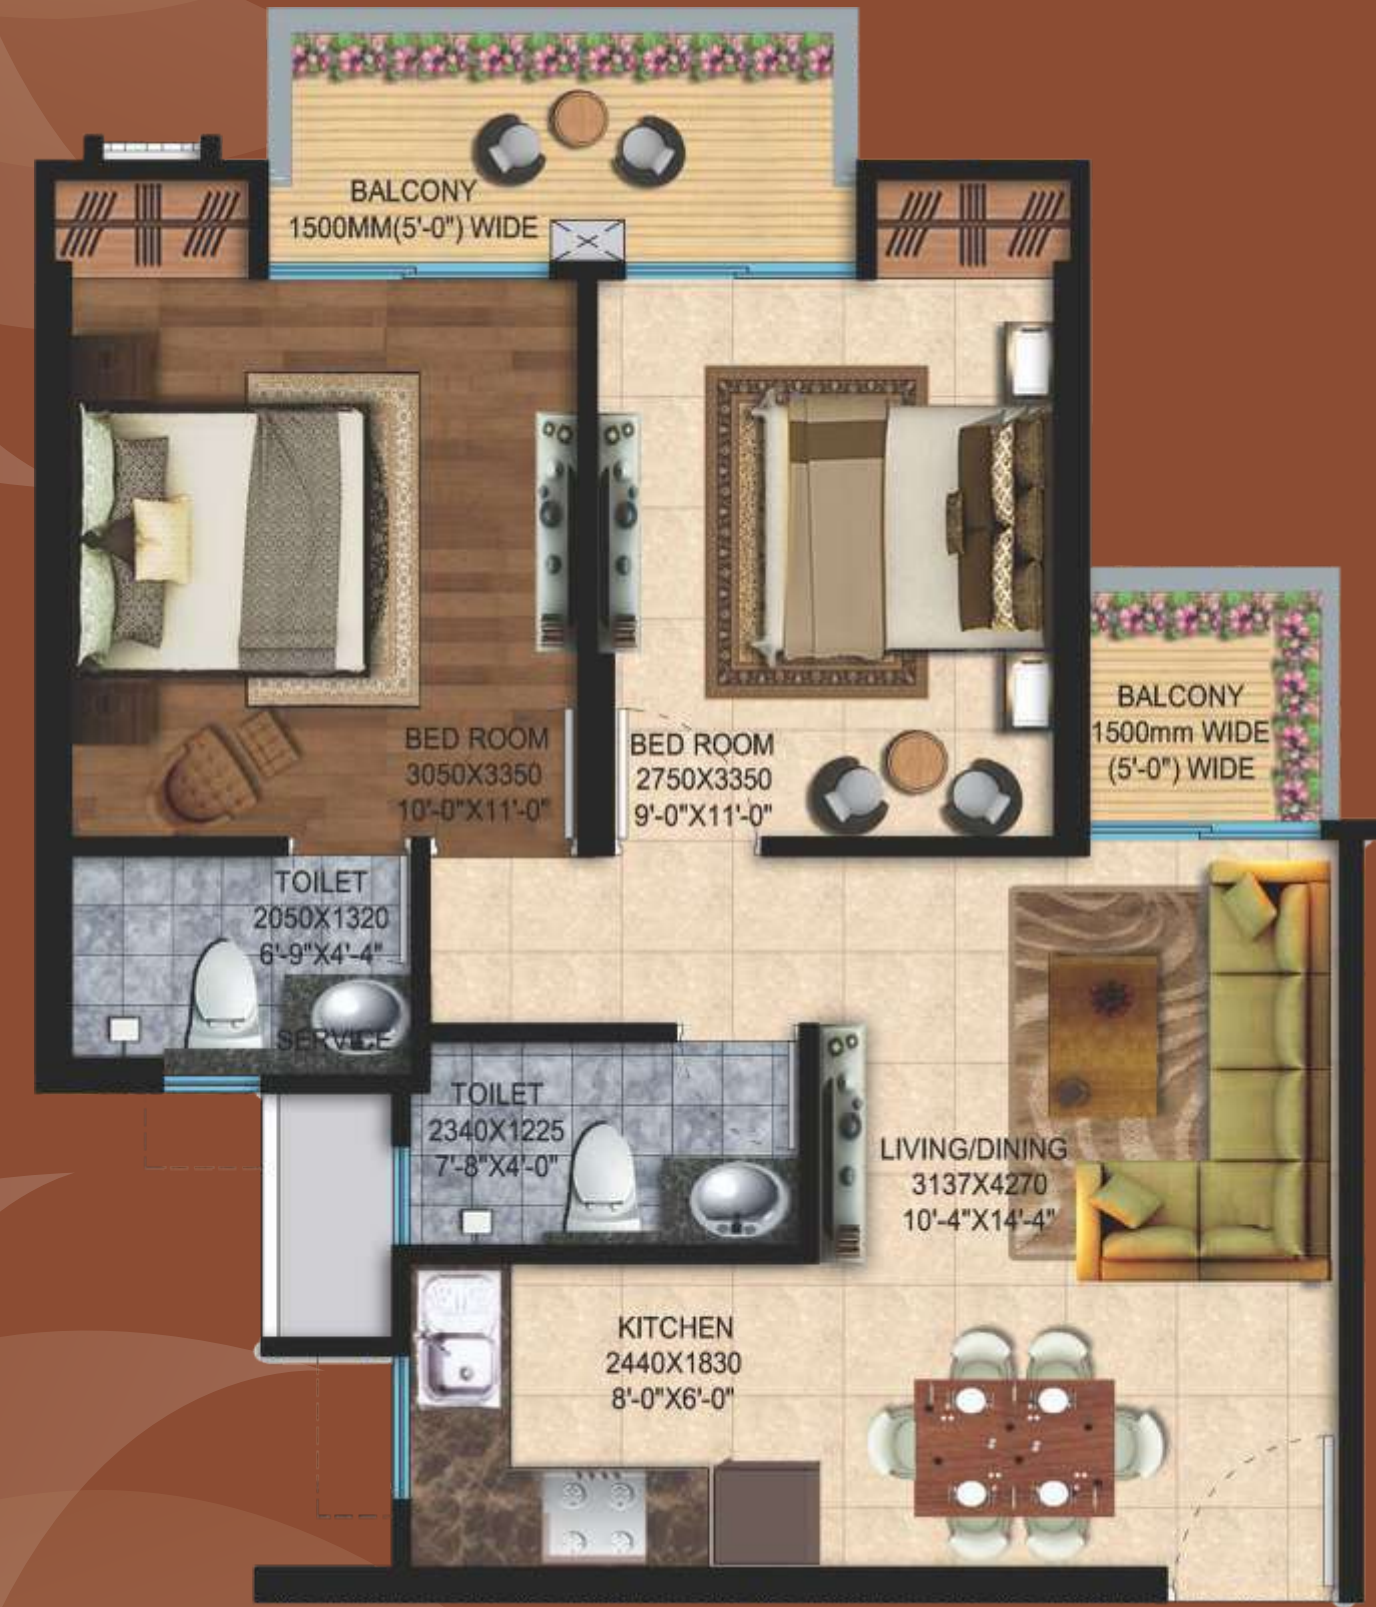 BALCONY
1500MM(5'-0") WIDE
BALCONY
1500mm WIDE
(5'-0") WIDE
BED ROOM
3050X3350
10'-0"X11'-0"
BED ROOM
2750X3350
9'-0"X11'-0"
TOILET
2050X1320
6'-9"X4'-4"
SERVICE
TOILET
2340X1225
7'-8"X4'-0"
LIVING/DINING
3137X4270
10'-4"X14'-4"
KITCHEN
2440X1830
8'-0"X6'-0"